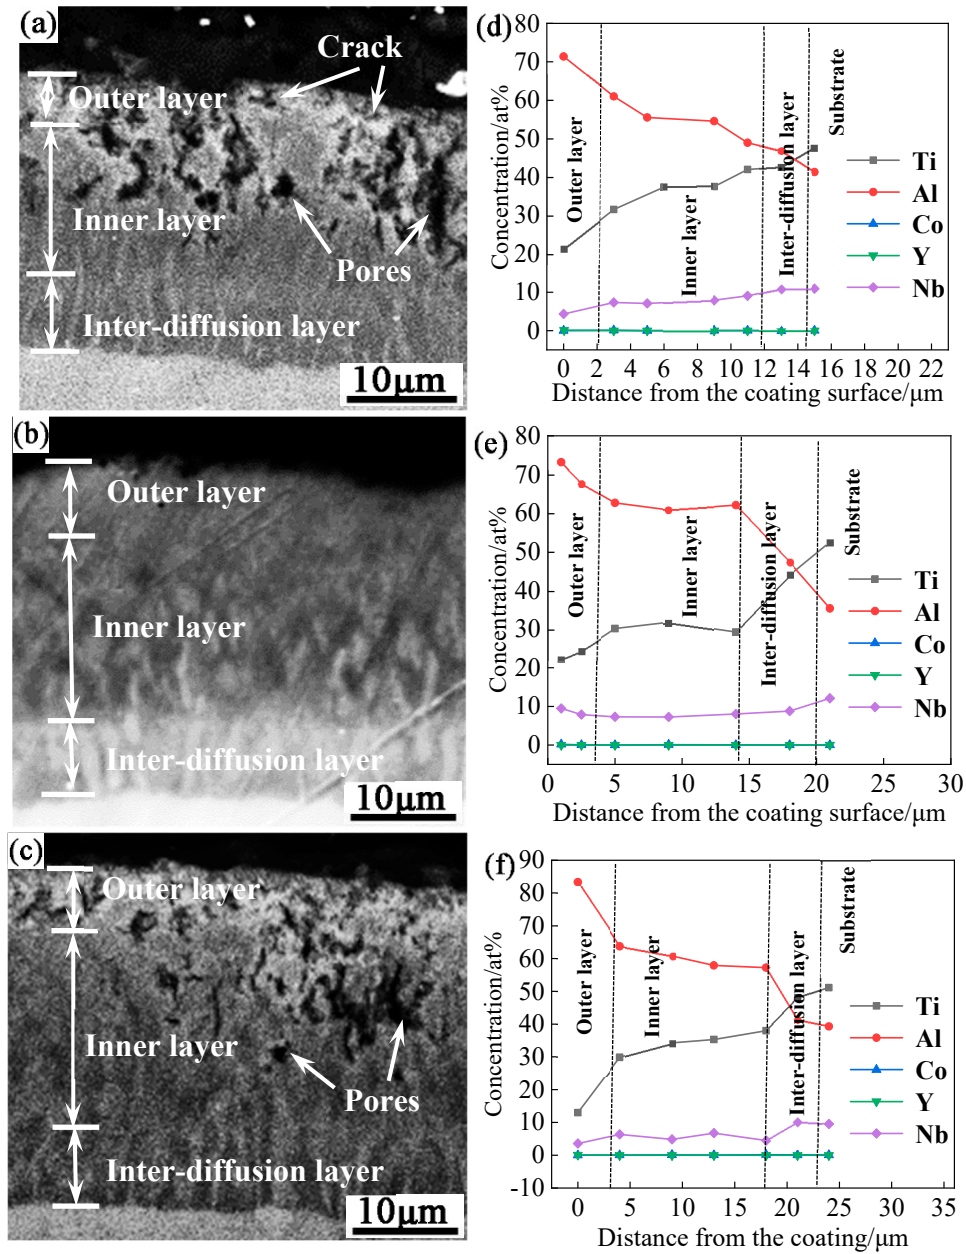 (a)
Crack
Outer layer
Inner layer
Pores
Inter-diffusion layer
10μm
(d)
Concentration/at%
80
70
60
50
40
30
20
10
0
Outer layer
Inner layer
Inter-diffusion layer
Substrate
Ti
Al
Co
Y
Nb
0 2 4 6 8 10 12 14 16 18 20 22
Distance from the coating surface/μm
(b)
Outer layer
Inner layer
Inter-diffusion layer
10μm
(e)
Concentration/at%
80
70
60
50
40
30
20
10
0
Outer layer
Inner layer
Inter-diffusion layer
Substrate
Ti
Al
Co
Y
Nb
0 5 10 15 20 25 30
Distance from the coating surface/μm
(c)
Outer layer
Inner layer
Pores
Inter-diffusion layer
10μm
(f)
Concentration/at%
90
80
70
60
50
40
30
20
10
0
-10
Outer layer
Inner layer
Inter-diffusion layer
Substrate
Ti
Al
Co
Y
Nb
0 5 10 15 20 25 30 35
Distance from the coating/μm